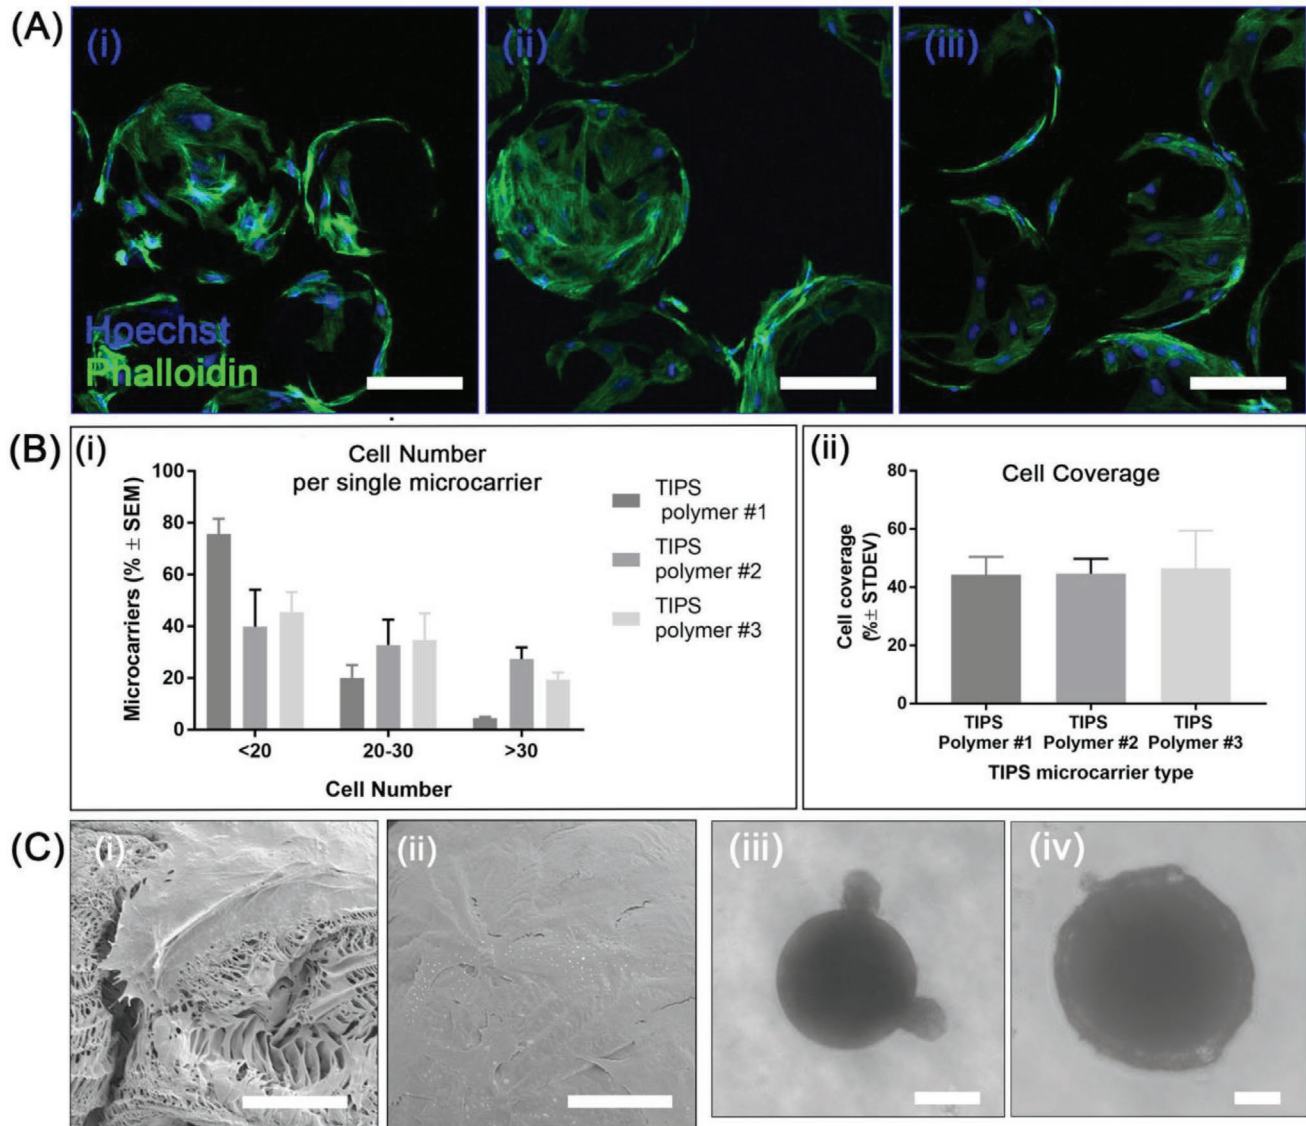 (A)
(i)
(ii)
(iii)
Hoechst
Phalloidin
(B)
(i)
Cell Number
per single microcarrier
Microcarriers (% ± SEM)
100
80
60
40
20
0
<20
20-30
>30
Cell Number
TIPS
polymer #1
TIPS
polymer #2
TIPS
polymer #3
(ii)
Cell Coverage
Cell coverage
(%± STDEV)
80
60
40
20
0
TIPS
Polymer #1
TIPS
Polymer #2
TIPS
Polymer #3
TIPS microcarrier type
(C)
(i)
(ii)
(iii)
(iv)